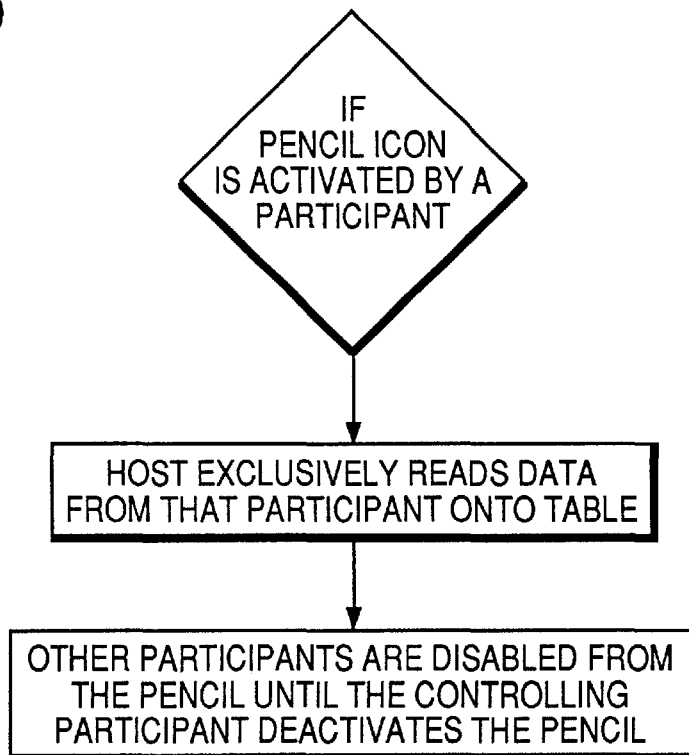 IF
PENCIL ICON
IS ACTIVATED BY A
PARTICIPANT
HOST EXCLUSIVELY READS DATA
FROM THAT PARTICIPANT ONTO TABLE
OTHER PARTICIPANTS ARE DISABLED FROM
THE PENCIL UNTIL THE CONTROLLING
PARTICIPANT DEACTIVATES THE PENCIL